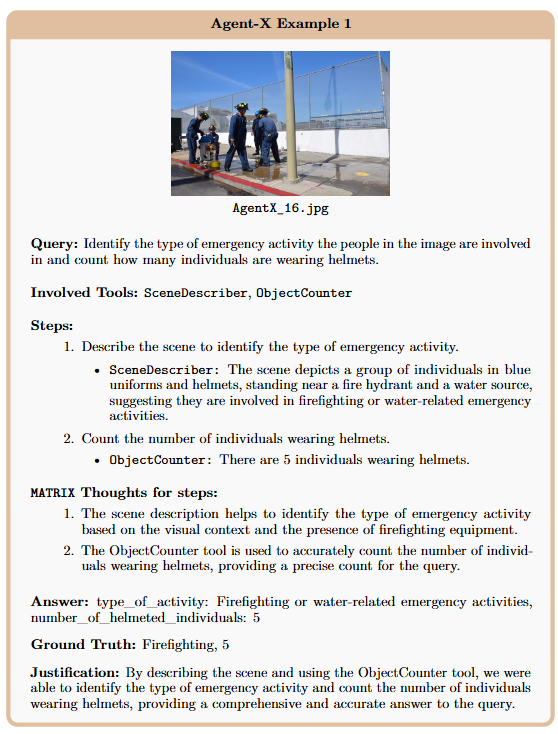 Agent-X Example 1
AgentX_16.jpg
Query: Identify the type of emergency activity the people in the image are involved
in and count how many individuals are wearing helmets.
Involved Tools: SceneDescriber, ObjectCounter
Steps:
1. Describe the scene to identify the type of emergency activity.
• SceneDescriber: The scene depicts a group of individuals in blue
uniforms and helmets, standing near a fire hydrant and a water source,
suggesting they are involved in firefighting or water-related emergency
activities.
2. Count the number of individuals wearing helmets.
• ObjectCounter: There are 5 individuals wearing helmets.
MATRIX Thoughts for steps:
1. The scene description helps to identify the type of emergency activity
based on the visual context and the presence of firefighting equipment.
2. The ObjectCounter tool is used to accurately count the number of individ-
uals wearing helmets, providing a precise count for the query.
Answer: type_of_activity: Firefighting or water-related emergency activities,
number_of_helmeted_individuals: 5
Ground Truth: Firefighting, 5
Justification: By describing the scene and using the ObjectCounter tool, we were
able to identify the type of emergency activity and count the number of individuals
wearing helmets, providing a comprehensive and accurate answer to the query.